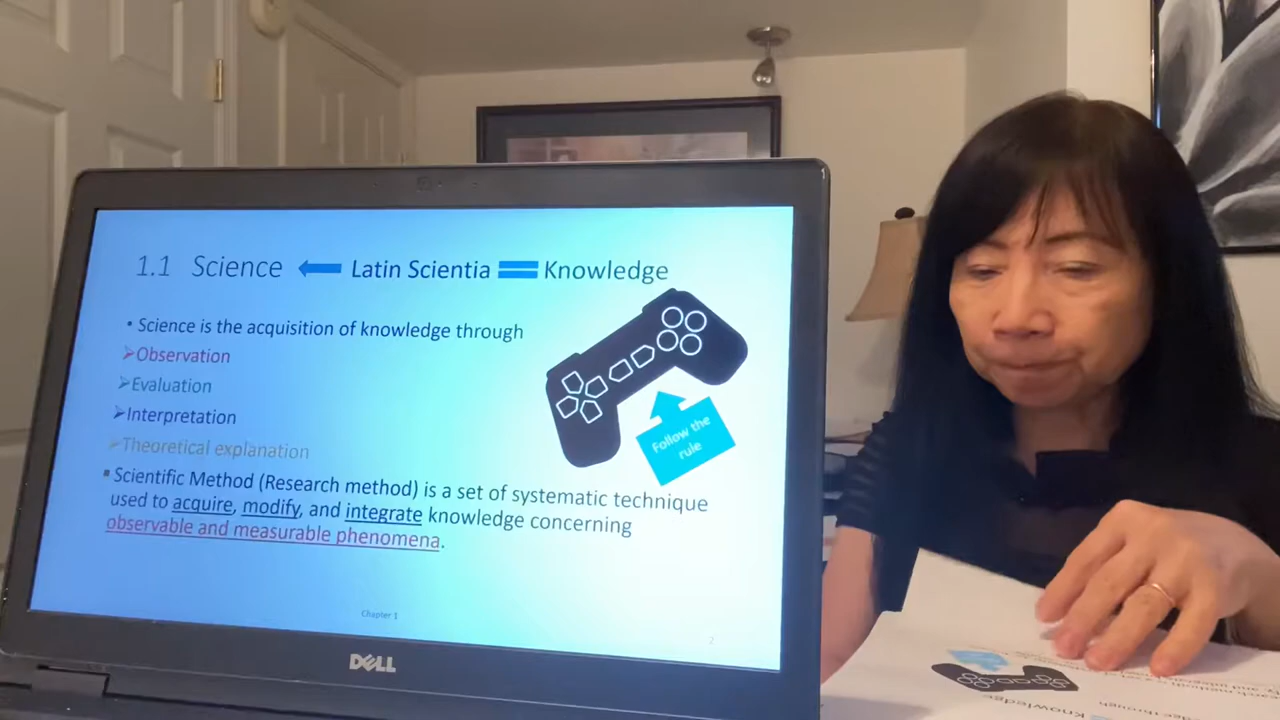 1.1 Science Latin Scientia Knowledge
▪ Science is the acquisition of knowledge through
➢Observation
➢Evaluation
➢Interpretation
➢Theoretical explanation
▪ Scientific Method (Research method) is a set of systematic technique
used to acquire, modify, and integrate knowledge concerning
observable and measurable phenomena.
Follow the
rule
Chapter 1
2
DELL
knowledge